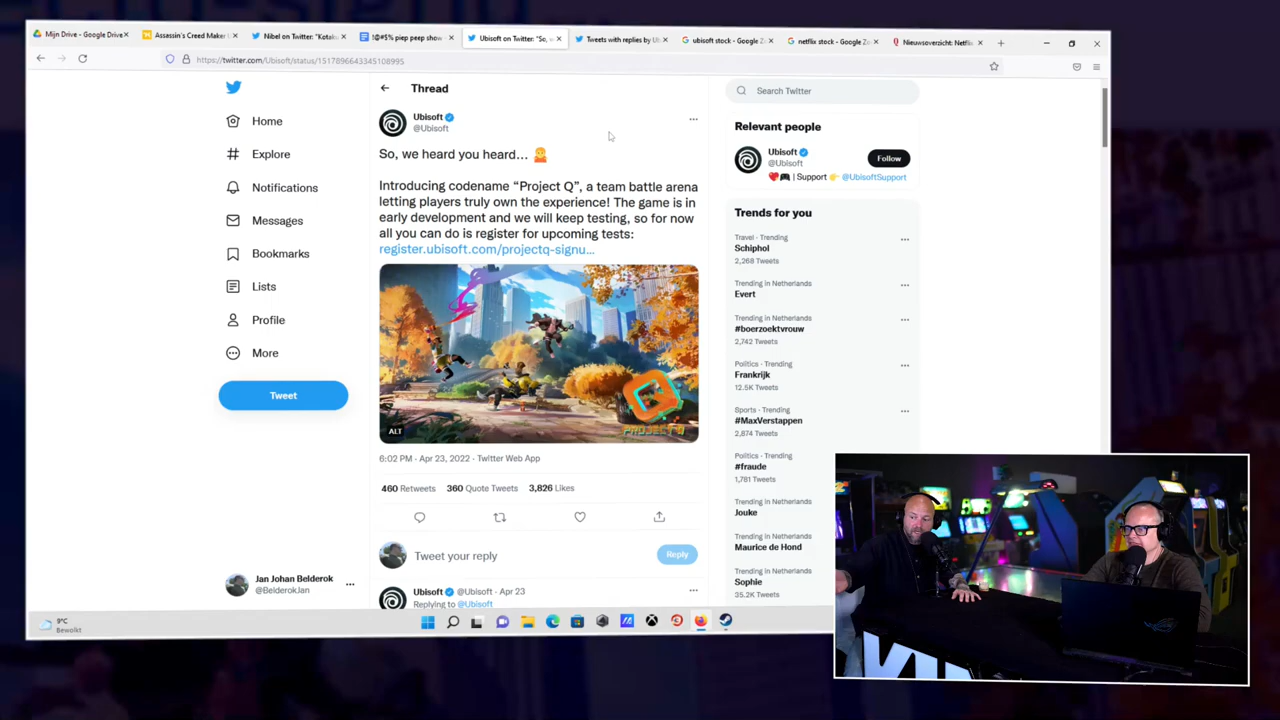 Mijn Drive - Google Drive
Assassin's Creed Maker
Nibel on Twitter: "Kotaku
!@#$% piep peep show
Ubisoft on Twitter: "So,
Tweets with replies by
ubisoft stock - Google
netflix stock - Google
Nieuwsoverzicht: Netfli
https://twitter.com/Ubisoft/status/1517896643345108995
Home
Explore
Notifications
Messages
Bookmarks
Lists
Profile
More
Tweet
Jan Johan Belderok
@BelderokJan
Thread
Ubisoft
@Ubisoft
So, we heard you heard…
Introducing codename “Project Q”, a team battle arena
letting players truly own the experience! The game is in
early development and we will keep testing, so for now
all you can do is register for upcoming tests:
register.ubisoft.com/projectq-signu…
PROJECT Q
ALT
6:02 PM · Apr 23, 2022 · Twitter Web App
460 Retweets 360 Quote Tweets 3,826 Likes
Tweet your reply
Reply
Ubisoft @Ubisoft · Apr 23
Replying to @Ubisoft
Search Twitter
Relevant people
Ubisoft
@Ubisoft
Follow
| Support @UbisoftSupport
Trends for you
Travel · Trending
Schiphol
2,268 Tweets
Trending in Netherlands
Evert
Trending in Netherlands
#boerzoektvrouw
2,742 Tweets
Politics · Trending
Frankrijk
12.5K Tweets
Sports · Trending
#MaxVerstappen
2,874 Tweets
Politics · Trending
#fraude
1,781 Tweets
Trending in Netherlands
Jouke
Trending in Netherlands
Maurice de Hond
Trending in Netherlands
Sophie
35.2K Tweets
9°C
Bewolkt